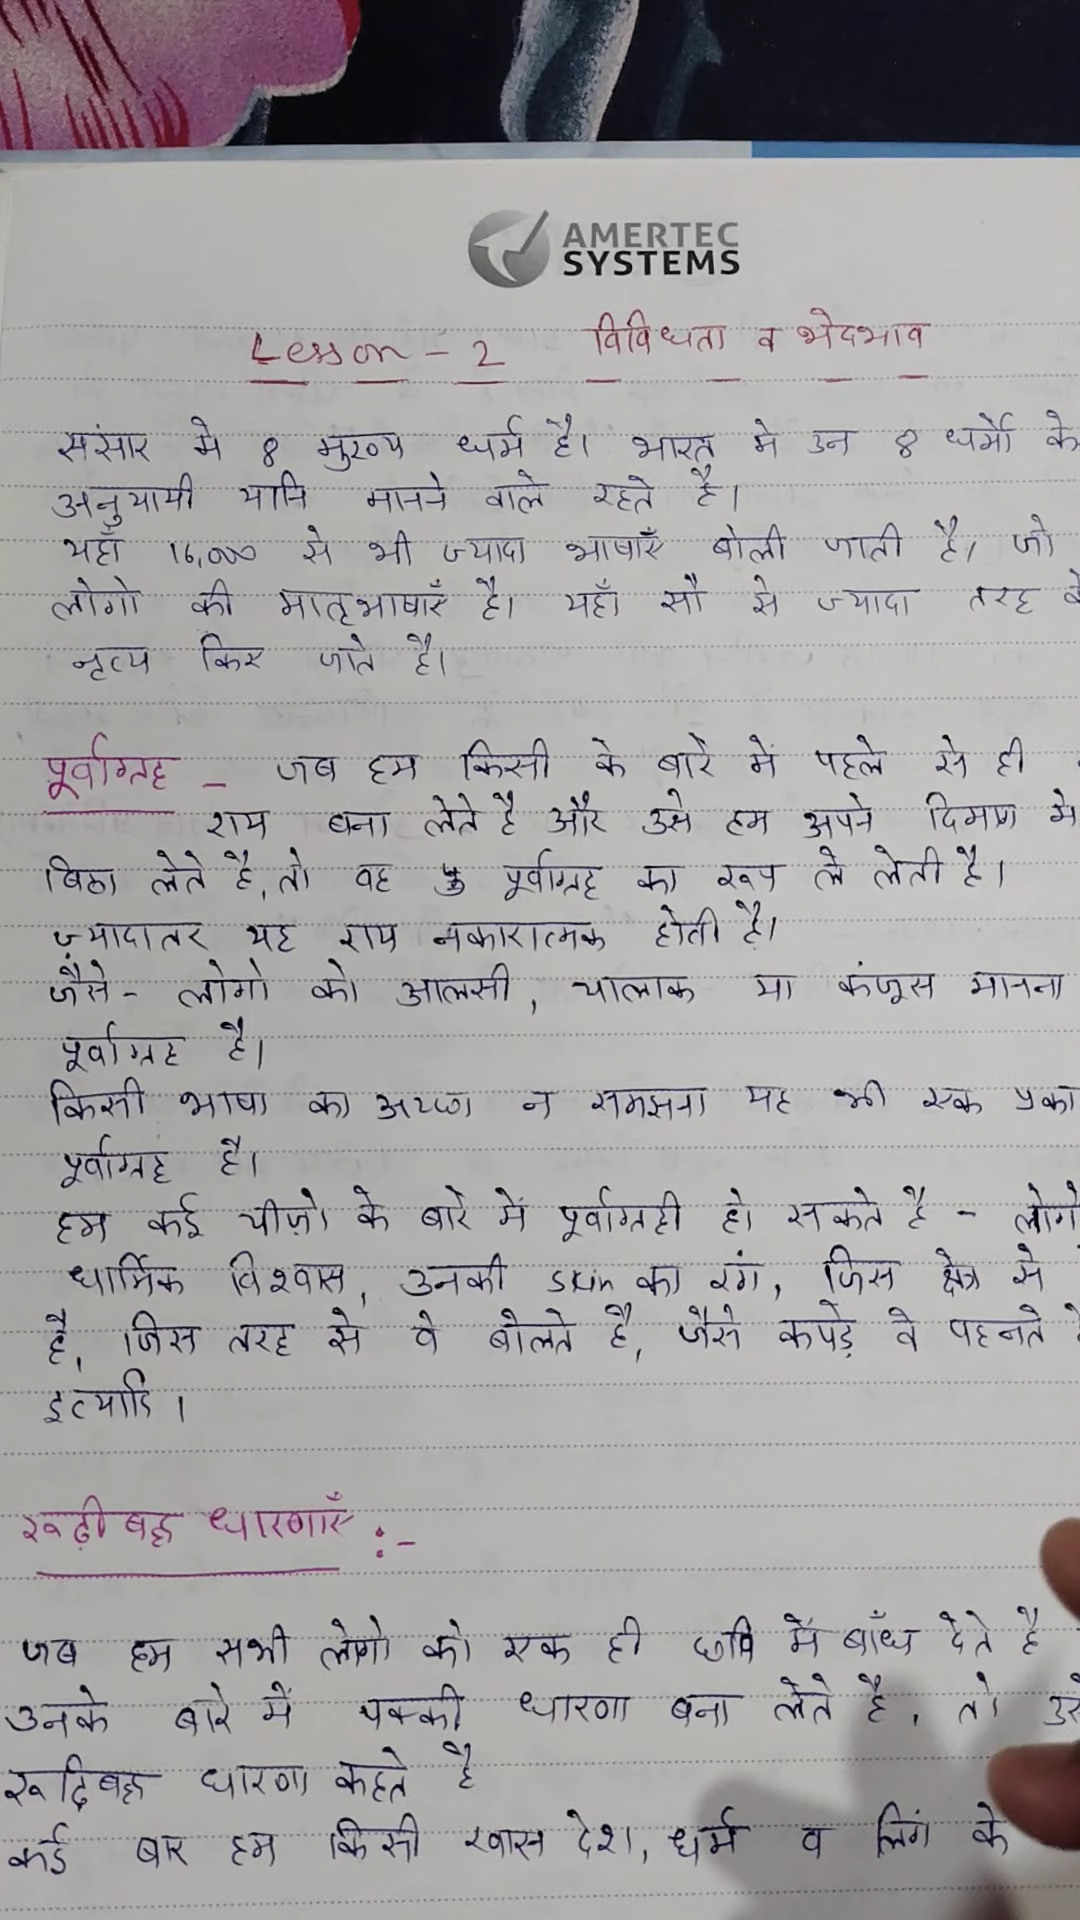 AMERTEC
SYSTEMS
Lesson - 2 विविधता व भेदभाव
संसार मे 8 मुख्य धर्म है। भारत मे उन 8 धर्मो के
अनुयायी यानि मानने वाले रहते है।
यहाँ 16,000 से भी ज्यादा भाषाएँ बोली जाती है, जो
लोगो की मातृभाषाएँ है। यहाँ सौ से ज्यादा तरह के
नृत्य किए जाते है।
पूर्वाग्रह - जब हम किसी के बारे में पहले से ही
राय बना लेते है और उसे हम अपने दिमाग मे
बिठा लेते है, तो वह पूर्वाग्रह का रूप ले लेती है।
ज़्यादातर यह राय नकारात्मक होती है।
जैसे - लोगो को आलसी, चालाक या कंजूस मानना
पूर्वाग्रह है।
किसी भाषा का अच्छा न समझना यह भी एक प्रका
पूर्वाग्रह है।
हम कई चीज़ो के बारे में पूर्वाग्रही हो सकते है - लोगो
धार्मिक विश्वास, उनकी skin का रंग, जिस क्षेत्र से
है, जिस तरह से वे बोलते है, जैसे कपड़े वे पहनते है
इत्यादि।
रूढ़ीबद्ध धारणाएँ :-
जब हम सभी लोगो को एक ही छवि में बाँध देते है
उनके बारे में पक्की धारणा बना लेते है, तो उसे
रूढिबद्ध धारणा कहते है
कई बार हम किसी खास देश, धर्म व लिंग के